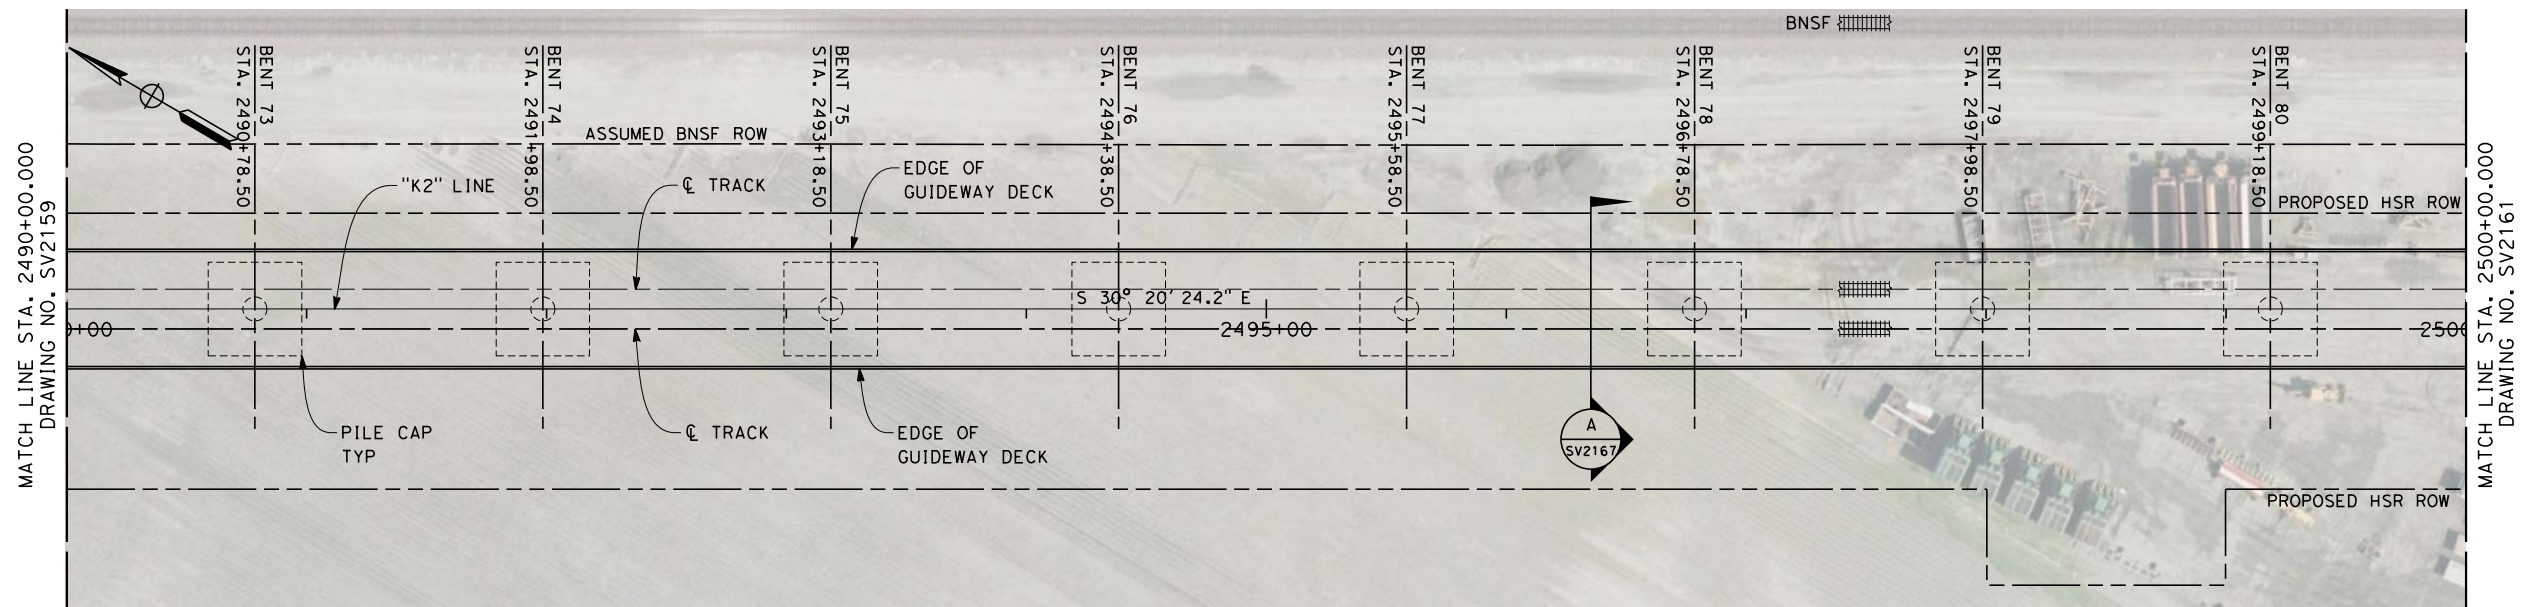 MATCH LINE STA. 2490+00.000
DRAWING NO. SV2159
BNSF
BENT 73
STA. 2490+78.50
BENT 74
STA. 2491+98.50
BENT 75
STA. 2493+18.50
BENT 76
STA. 2494+38.50
BENT 77
STA. 2495+58.50
BENT 78
STA. 2496+78.50
BENT 79
STA. 2497+98.50
BENT 80
STA. 2499+18.50
ASSUMED BNSF ROW
"K2" LINE
℄ TRACK
EDGE OF
GUIDEWAY DECK
PROPOSED HSR ROW
S 30° 20' 24.2" E
0+00
2495+00
2500
PILE CAP
TYP
℄ TRACK
EDGE OF
GUIDEWAY DECK
A
SV2167
PROPOSED HSR ROW
MATCH LINE STA. 2500+00.000
DRAWING NO. SV2161